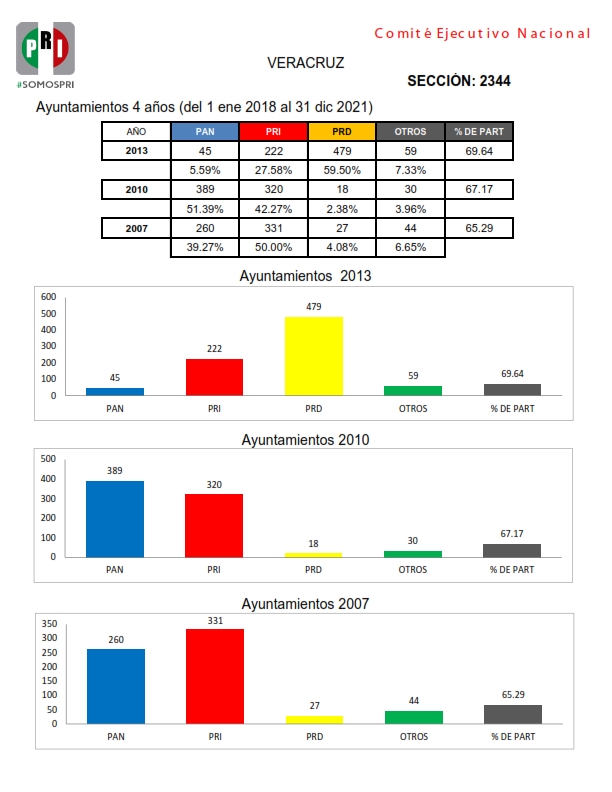 Comité Ejecutivo Nacional
PRI
#SOMOSPRI
VERACRUZ
SECCIÓN: 2344
Ayuntamientos 4 años (del 1 ene 2018 al 31 dic 2021)
AÑO PAN PRI PRD OTROS % DE PART
2013 45 222 479 59 69.64
5.59% 27.58% 59.50% 7.33%
2010 389 320 18 30 67.17
51.39% 42.27% 2.38% 3.96%
2007 260 331 27 44 65.29
39.27% 50.00% 4.08% 6.65%
Ayuntamientos 2013
600
500
400
300
200
100
0
45 222 479 59 69.64
PAN PRI PRD OTROS % DE PART
Ayuntamientos 2010
500
400
300
200
100
0
389 320 18 30 67.17
PAN PRI PRD OTROS % DE PART
Ayuntamientos 2007
350
300
250
200
150
100
50
0
260 331 27 44 65.29
PAN PRI PRD OTROS % DE PART